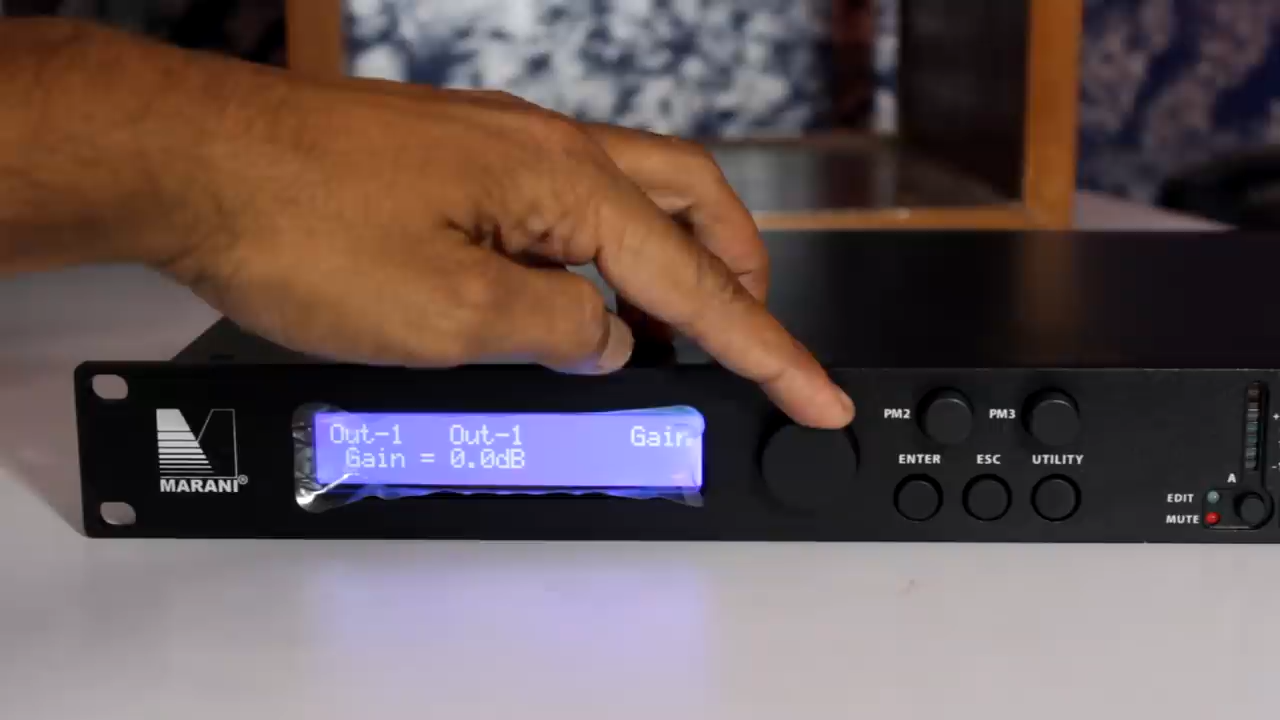 Out-1 Out-1 Gain
Gain = 0.0dB
MARANI®
PM2 PM3
ENTER ESC UTILITY
A
EDIT
MUTE